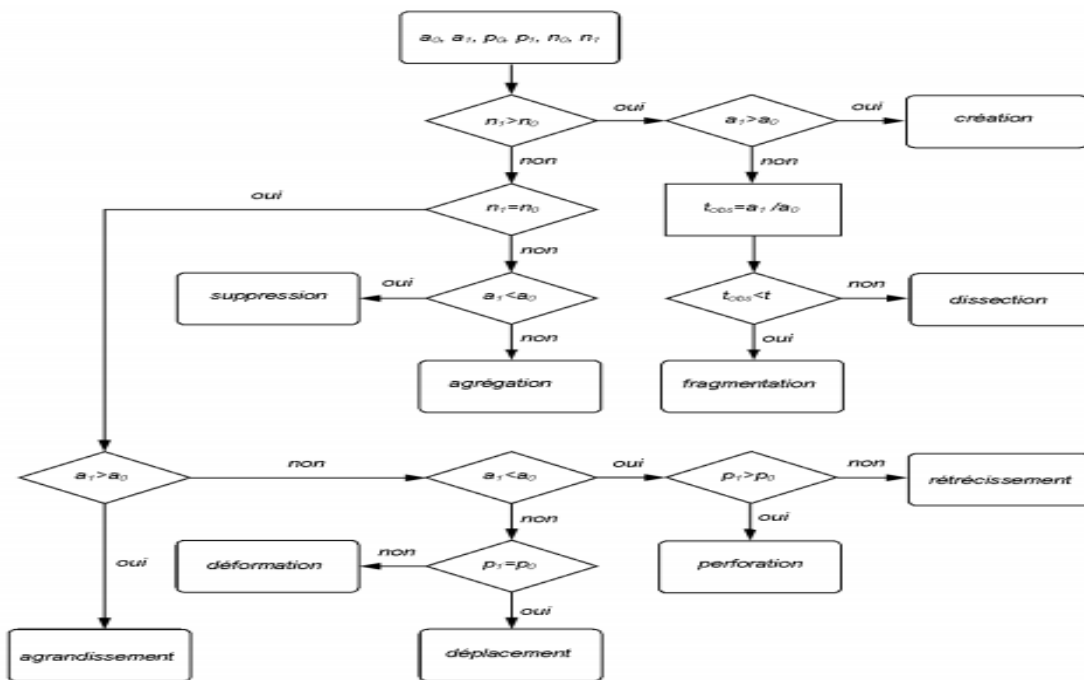 a₀, a₁, p₀, p₁, n₀, n₁
n₁>n₀
oui
a₁>a₀
oui
création
non
non
oui
n₁=n₀
t_obs=a₁/a₀
non
suppression
oui
a₁<a₀
t_obs<t
non
dissection
non
oui
agrégation
fragmentation
a₁>a₀
non
a₁<a₀
oui
p₁>p₀
non
rétrécissement
non
oui
oui
déformation
non
p₁=p₀
perforation
oui
agrandissement
déplacement